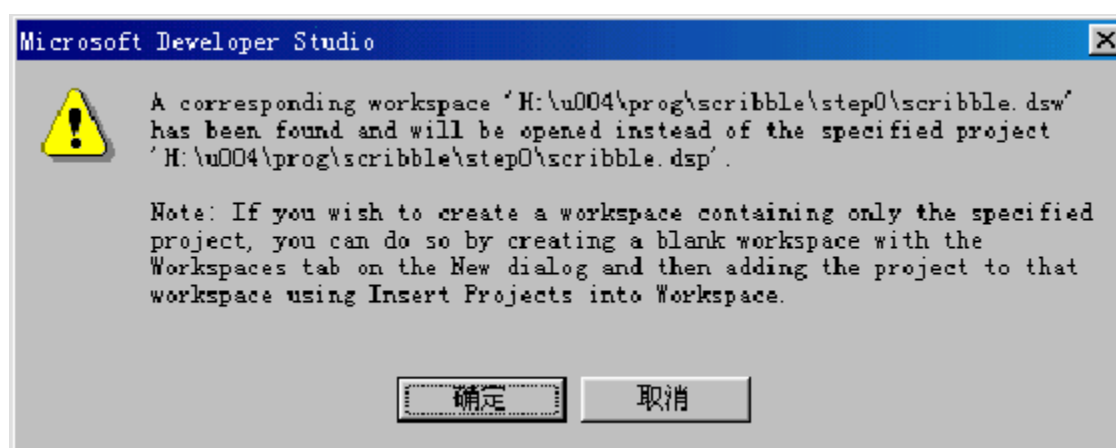 Microsoft Developer Studio
A corresponding workspace 'H:\u004\prog\scribble\step0\scribble.dsw'
has been found and will be opened instead of the specified project
'H:\u004\prog\scribble\step0\scribble.dsp'.
Note: If you wish to create a workspace containing only the specified
project, you can do so by creating a blank workspace with the
Workspaces tab on the New dialog and then adding the project to that
workspace using Insert Projects into Workspace.
确定 取消